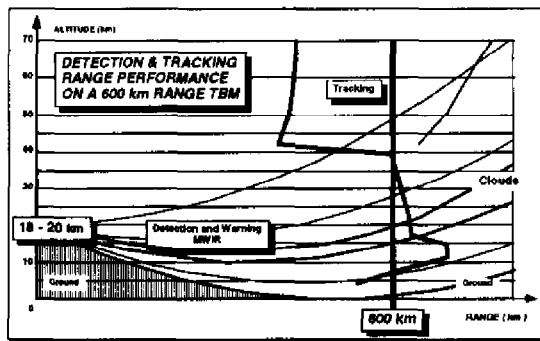 ALTITUDE (km)
70
DETECTION & TRACKING
RANGE PERFORMANCE
ON A 600 km RANGE TBM
60
Tracking
50
40
30
Clouds
20
18 - 20 km
Detection and Warning
MWIR
10
Ground
Ground
0
600 km
RANGE (km)